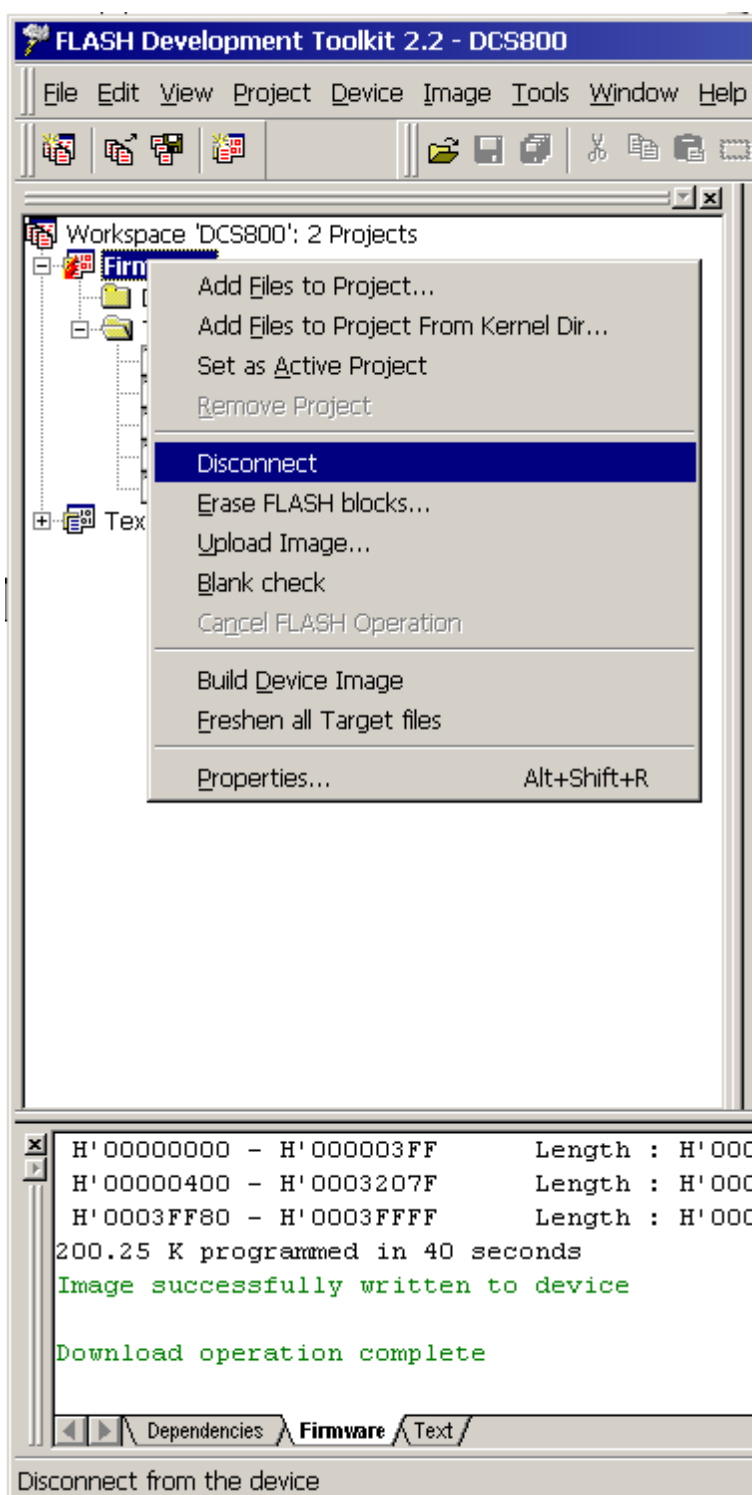 FLASH Development Toolkit 2.2 - DCS800
File Edit View Project Device Image Tools Window Help
Workspace 'DCS800': 2 Projects
Firm
Add Files to Project...
Add Files to Project From Kernel Dir...
Set as Active Project
Remove Project
Disconnect
Erase FLASH blocks...
Tex
Upload Image...
Blank check
Cancel FLASH Operation
Build Device Image
Freshen all Target files
Properties... Alt+Shift+R
H'00000000 - H'000003FF Length : H'000
H'00000400 - H'0003207F Length : H'000
H'0003FF80 - H'0003FFFF Length : H'000
200.25 K programmed in 40 seconds
Image successfully written to device
Download operation complete
Dependencies Firmware Text
Disconnect from the device